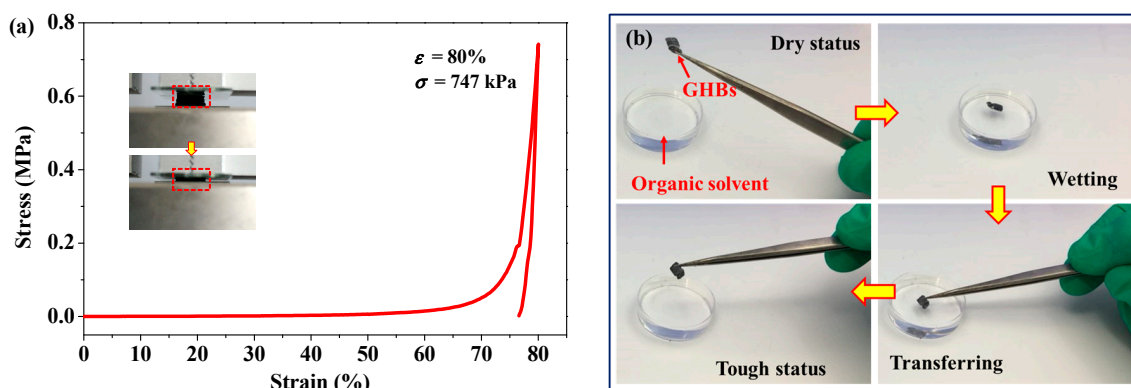 (a)
0.8
0.6
0.4
0.2
0.0
Stress (MPa)
ε = 80%
σ = 747 kPa
0 10 20 30 40 50 60 70 80
Strain (%)
(b)
Dry status
GHBs
Organic solvent
Wetting
Tough status
Transferring